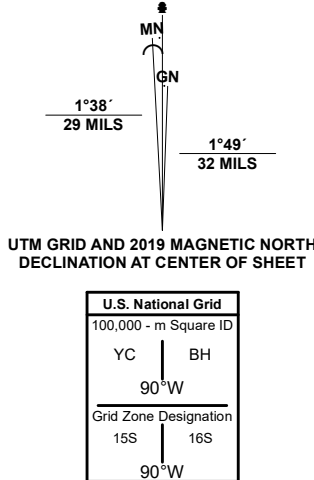 MN
GN
1°38´
29 MILS
1°49´
32 MILS
UTM GRID AND 2019 MAGNETIC NORTH
DECLINATION AT CENTER OF SHEET
U.S. National Grid
100,000 - m Square ID
YC BH
90°W
Grid Zone Designation
15S 16S
90°W